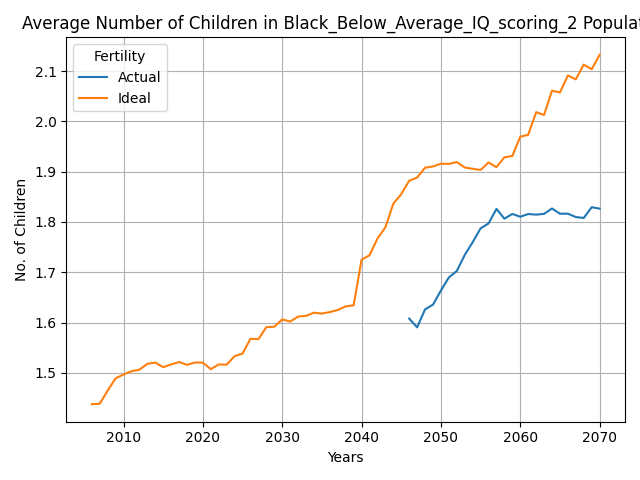 Average Number of Children in Black_Below_Average_IQ_scoring_2 Populat
Fertility
Actual
Ideal
2.1
2.0
1.9
1.8
1.7
1.6
1.5
No. of Children
2010 2020 2030 2040 2050 2060 2070
Years